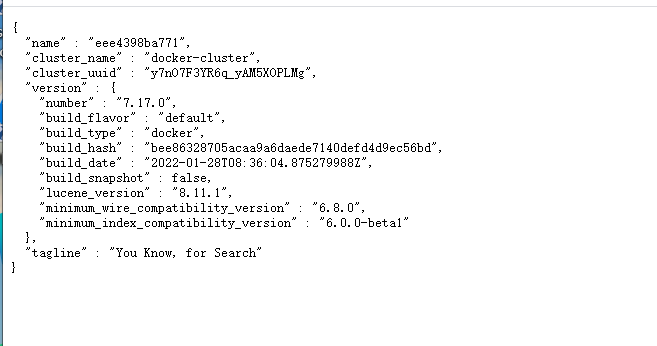 {
"name" : "eee4398ba771",
"cluster_name" : "docker-cluster",
"cluster_uuid" : "y7nO7F3YR6q_yAM5XOPLMg",
"version" : {
"number" : "7.17.0",
"build_flavor" : "default",
"build_type" : "docker",
"build_hash" : "bee86328705acaa9a6daede7140defd4d9ec56bd",
"build_date" : "2022-01-28T08:36:04.875279988Z",
"build_snapshot" : false,
"lucene_version" : "8.11.1",
"minimum_wire_compatibility_version" : "6.8.0",
"minimum_index_compatibility_version" : "6.0.0-beta1"
},
"tagline" : "You Know, for Search"
}